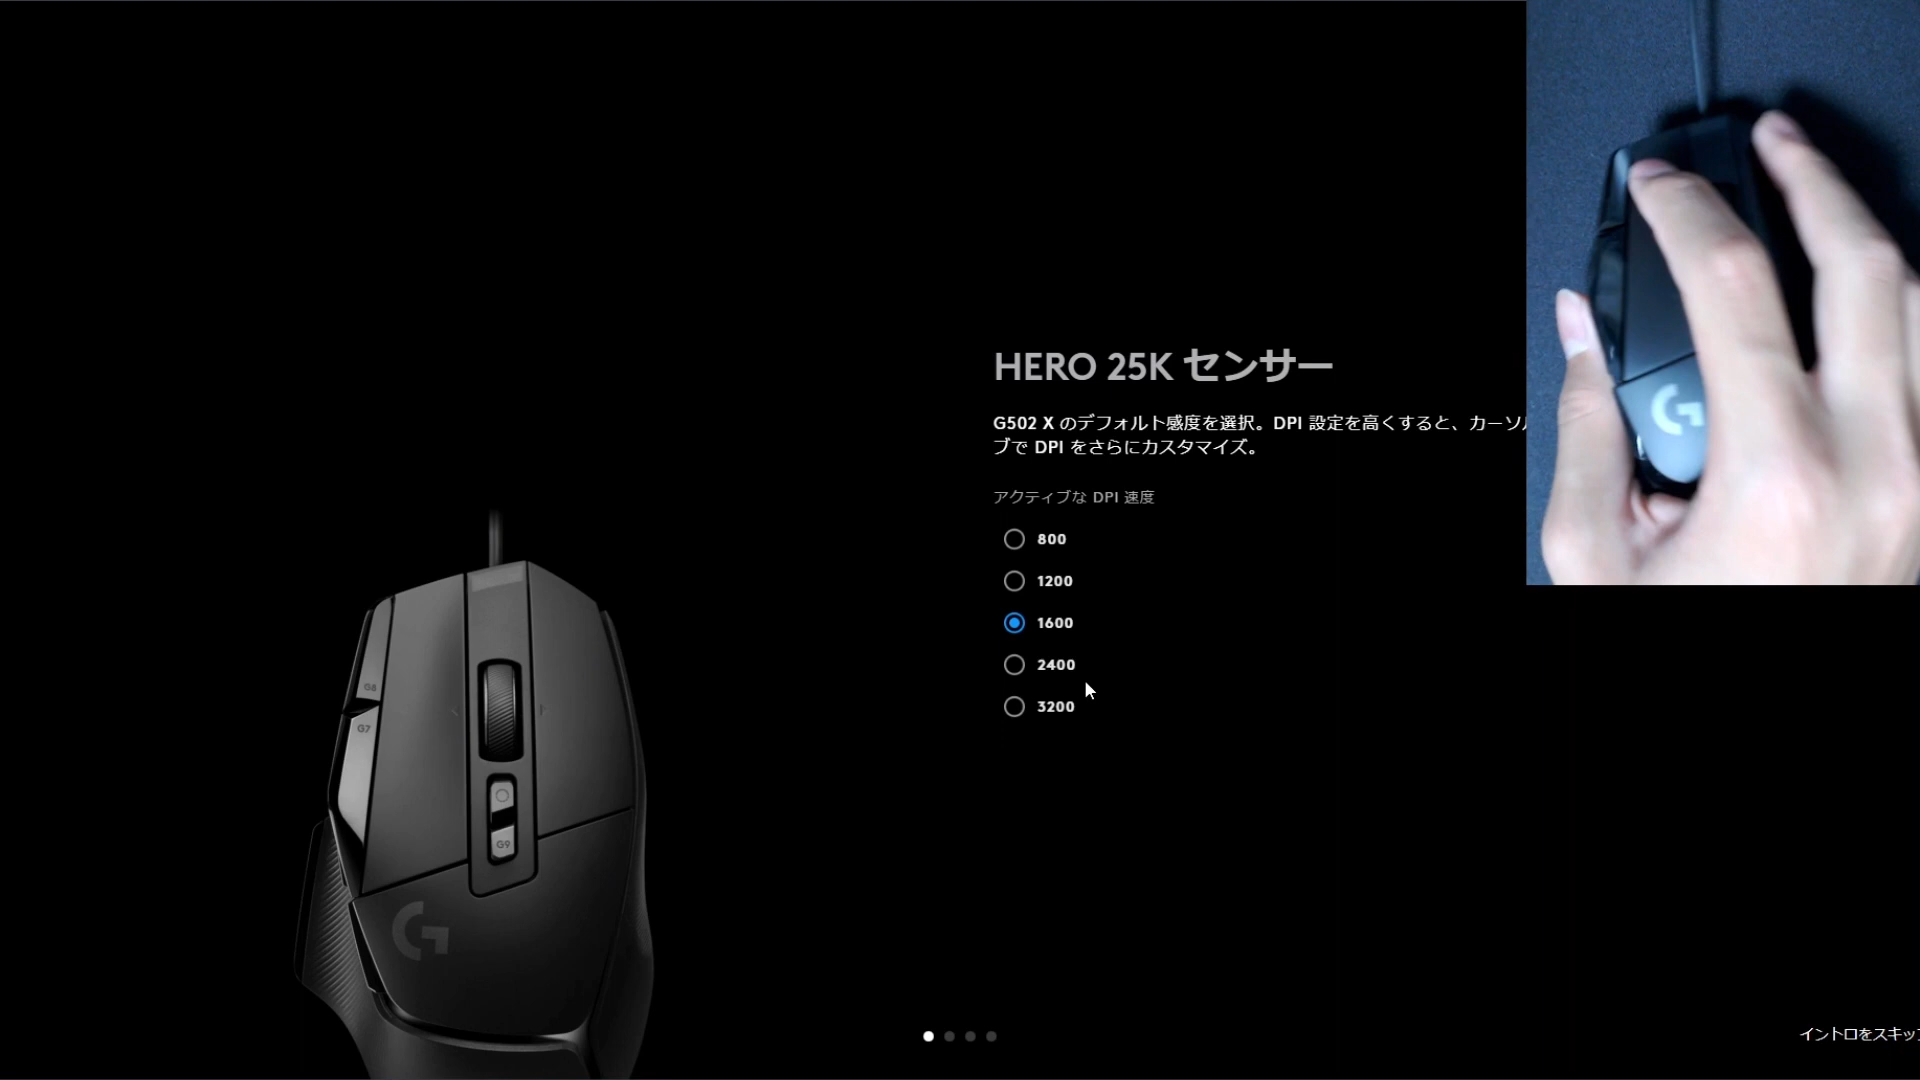 HERO 25K センサー
G502 X のデフォルト感度を選択。DPI 設定を高くすると、カーソ
ブで DPI をさらにカスタマイズ。
アクティブな DPI 速度
800
1200
1600
2400
3200
G8
G7
G9
イントロをスキッ